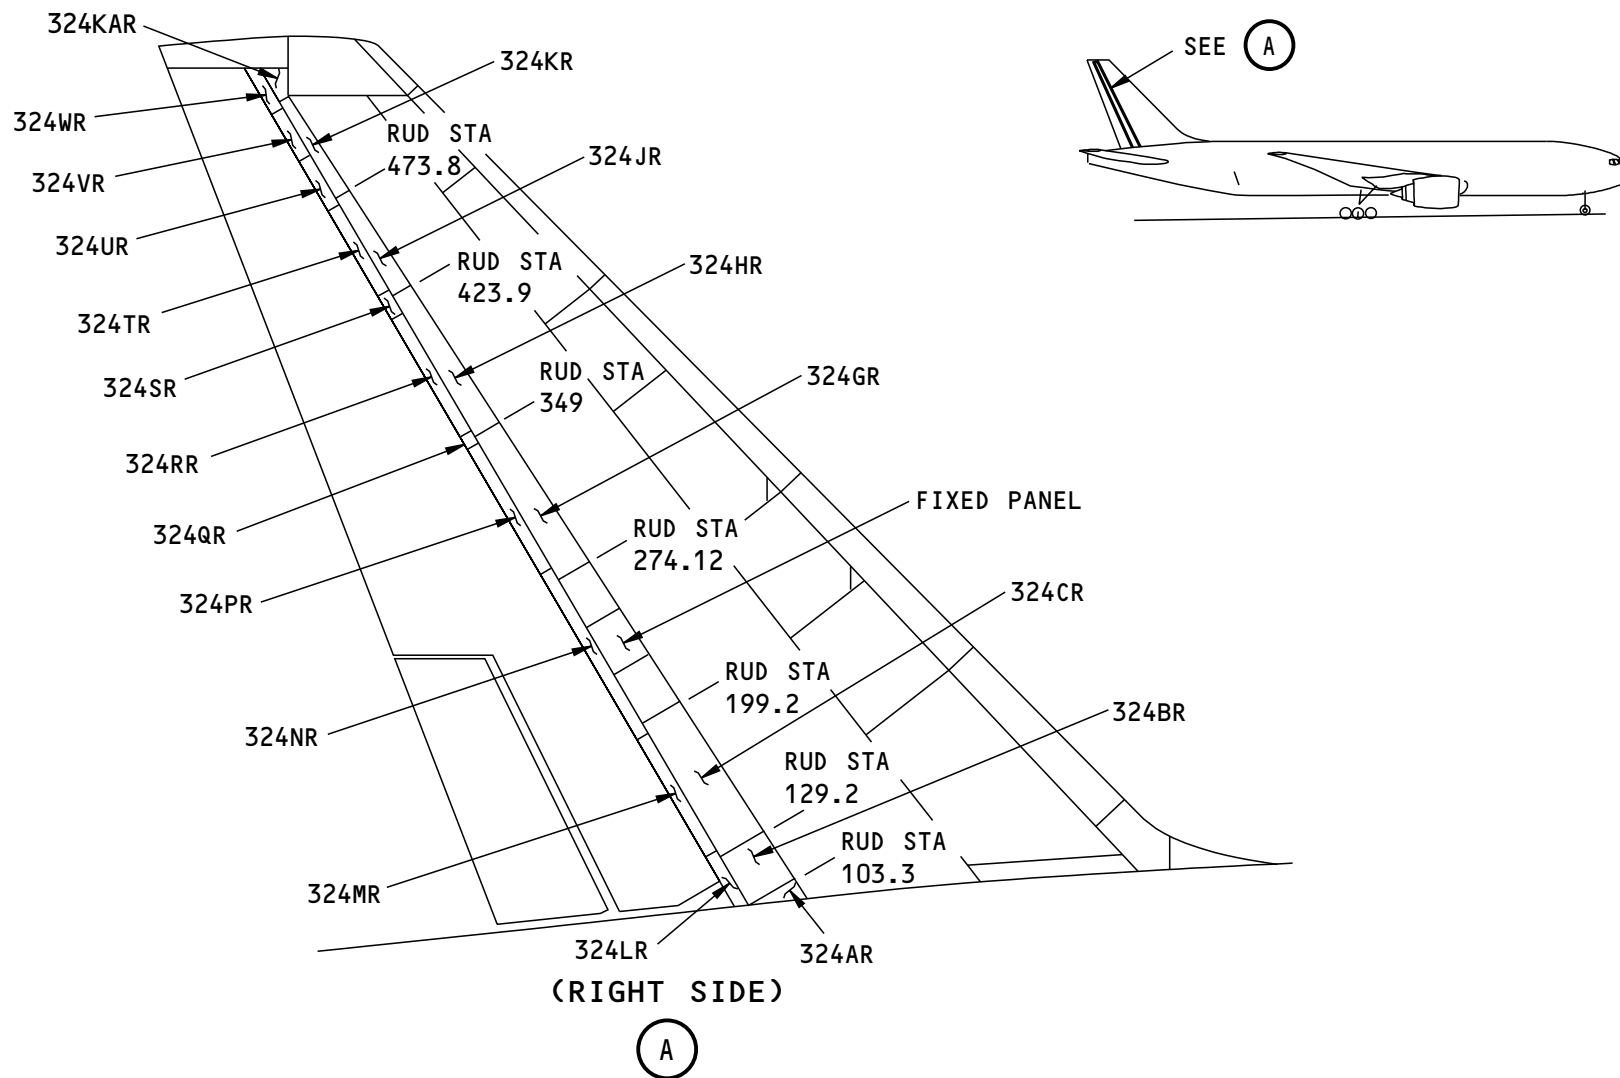 324KAR
324KR
SEE A
324WR
RUD STA
473.8
324JR
324VR
324UR
RUD STA
423.9
324HR
324TR
RUD STA
349
324GR
324SR
324RR
FIXED PANEL
RUD STA
274.12
324QR
324CR
324PR
RUD STA
199.2
324BR
324NR
RUD STA
129.2
RUD STA
103.3
324MR
324LR
324AR
(RIGHT SIDE)
A